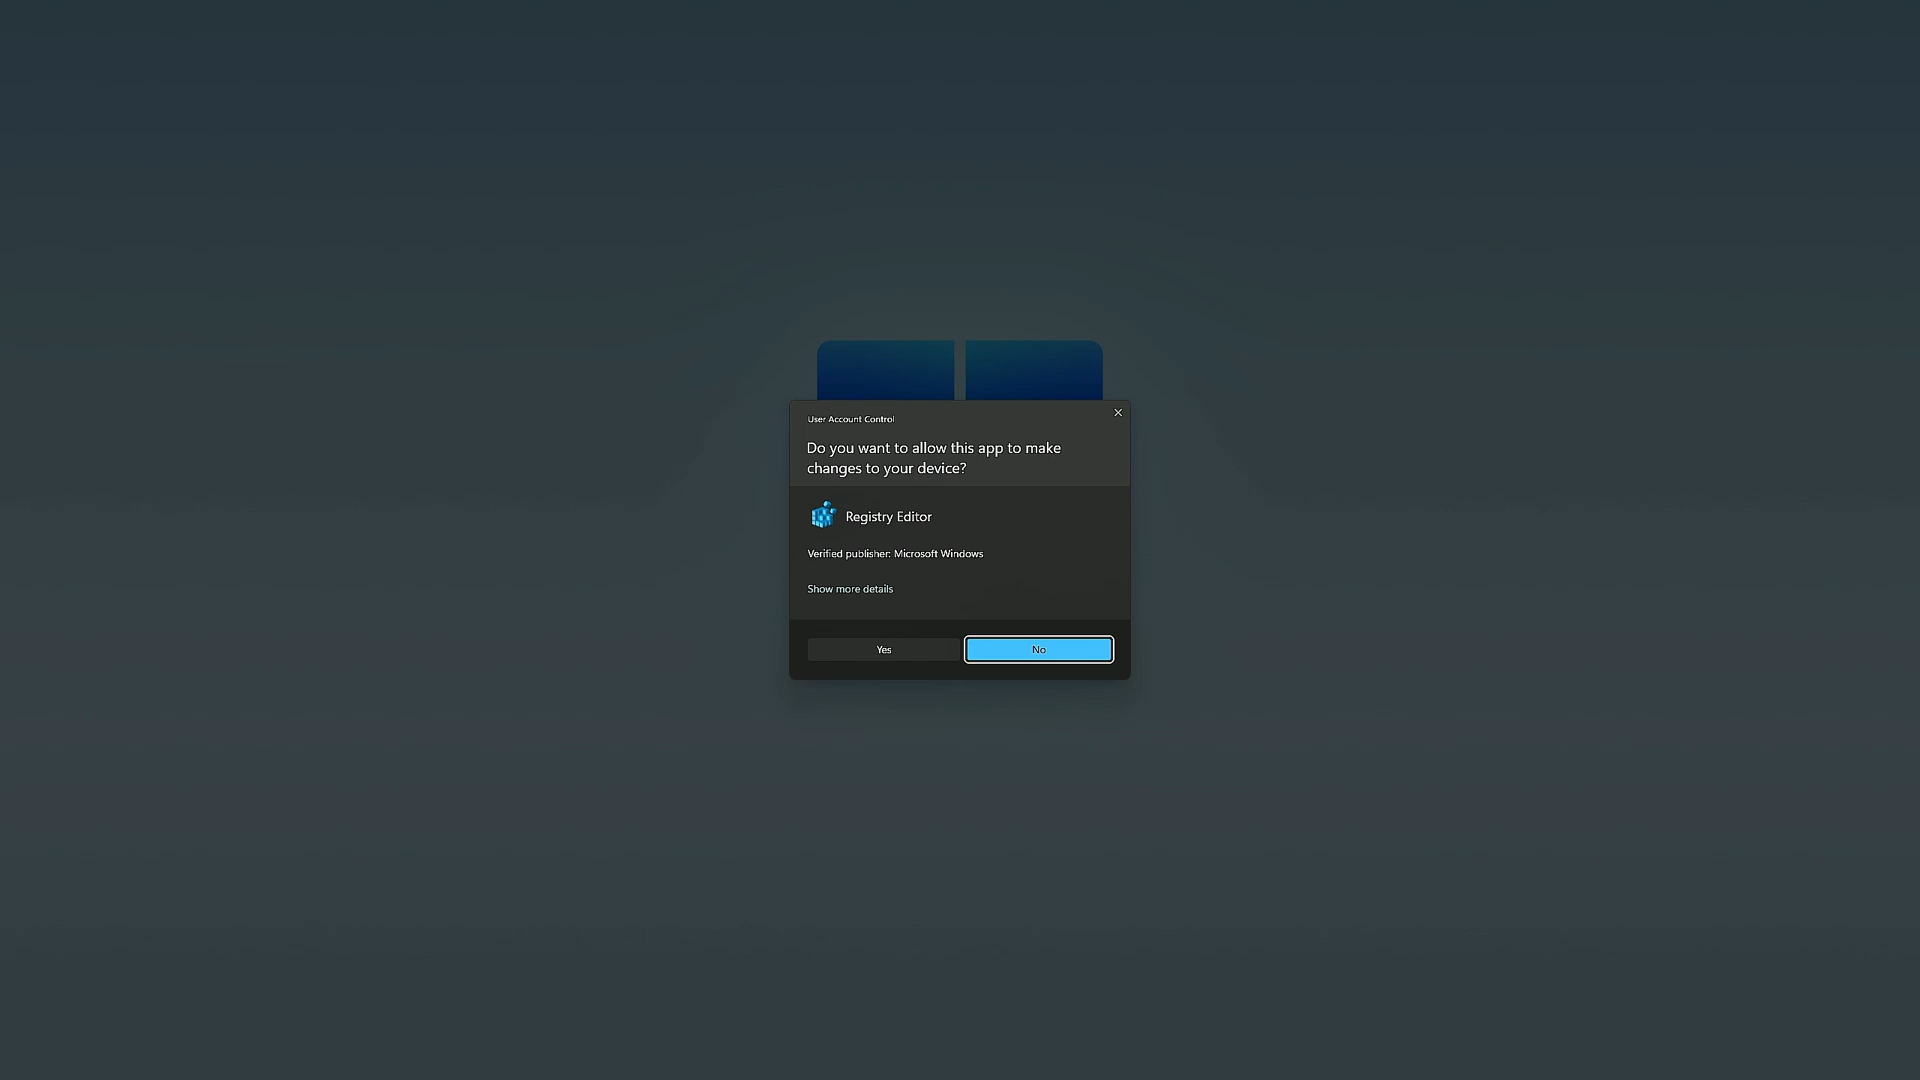 User Account Control
Do you want to allow this app to make
changes to your device?
Registry Editor
Verified publisher: Microsoft Windows
Show more details
Yes
No